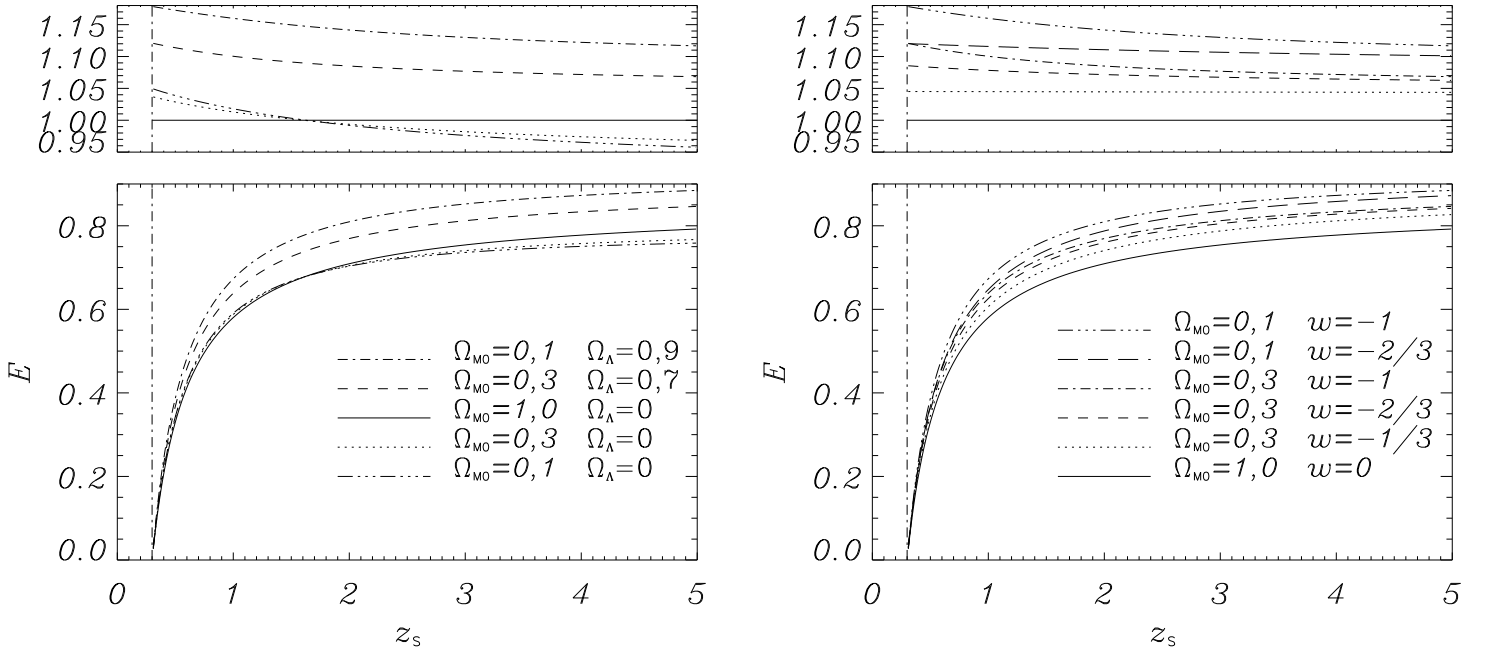 1.15
1.10
1.05
1.00
0.95
0.8
0.6
0.4
0.2
0.0
E
0 1 2 3 4 5
z_S
Ω_M0=0,1 Ω_Λ=0,9
Ω_M0=0,3 Ω_Λ=0,7
Ω_M0=1,0 Ω_Λ=0
Ω_M0=0,3 Ω_Λ=0
Ω_M0=0,1 Ω_Λ=0
1.15
1.10
1.05
1.00
0.95
0.8
0.6
0.4
0.2
0.0
E
0 1 2 3 4 5
z_S
Ω_M0=0,1 w=−1
Ω_M0=0,1 w=−2/3
Ω_M0=0,3 w=−1
Ω_M0=0,3 w=−2/3
Ω_M0=0,3 w=−1/3
Ω_M0=1,0 w=0